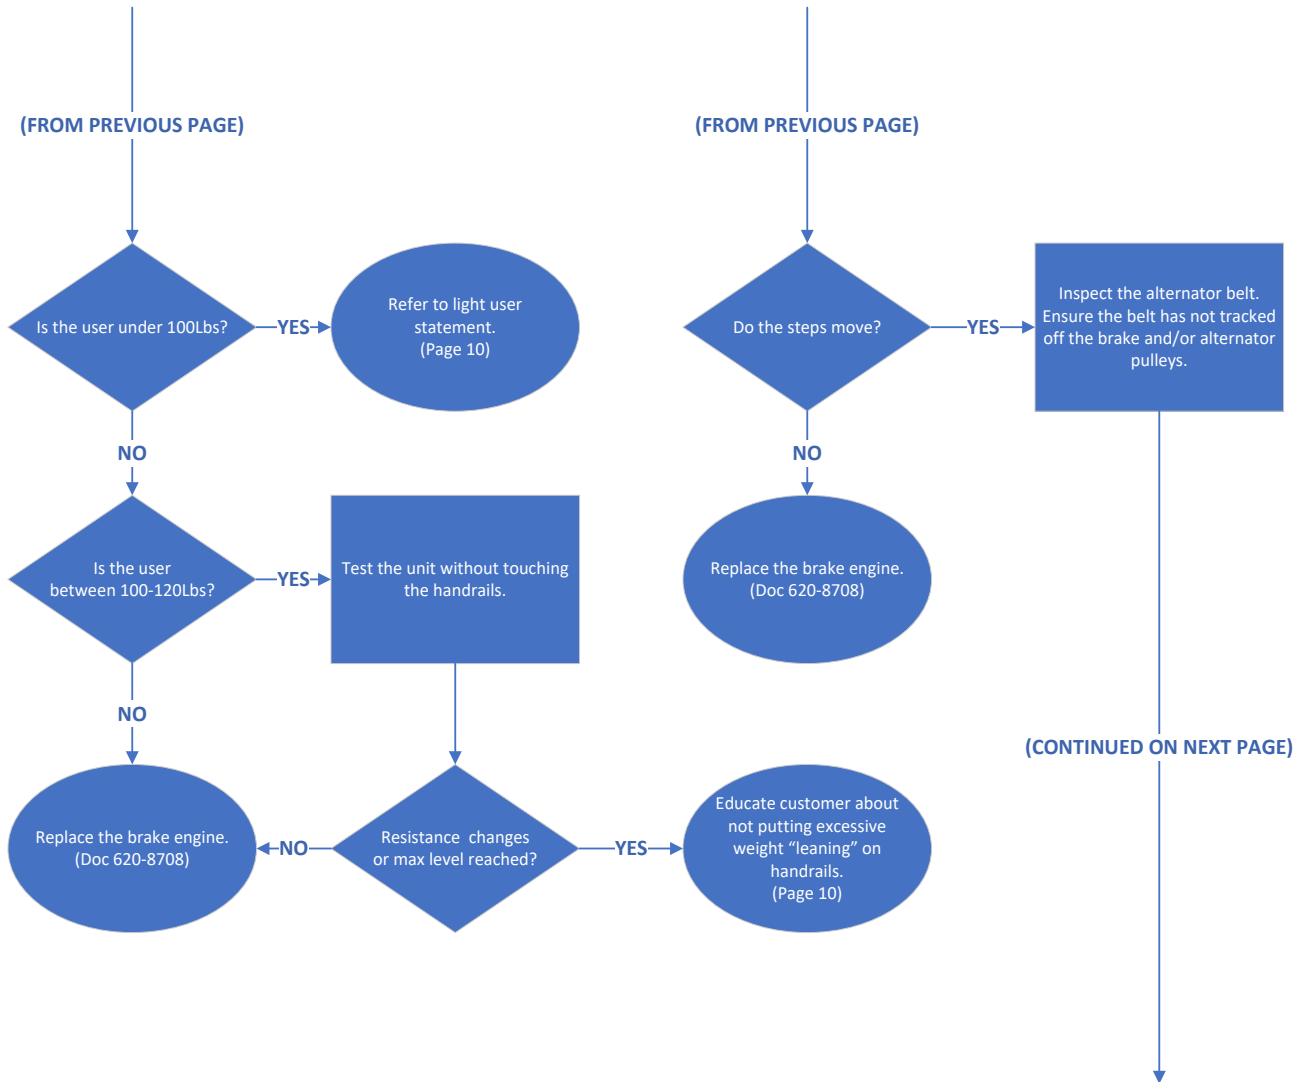 (FROM PREVIOUS PAGE)
(FROM PREVIOUS PAGE)
Is the user under 100Lbs?
YES
Refer to light user
statement.
(Page 10)
Do the steps move?
YES
Inspect the alternator belt.
Ensure the belt has not tracked
off the brake and/or alternator
pulleys.
NO
NO
Is the user
between 100-120Lbs?
YES
Test the unit without touching
the handrails.
Replace the brake engine.
(Doc 620-8708)
NO
(CONTINUED ON NEXT PAGE)
Replace the brake engine.
(Doc 620-8708)
NO
Resistance changes
or max level reached?
YES
Educate customer about
not putting excessive
weight “leaning” on
handrails.
(Page 10)